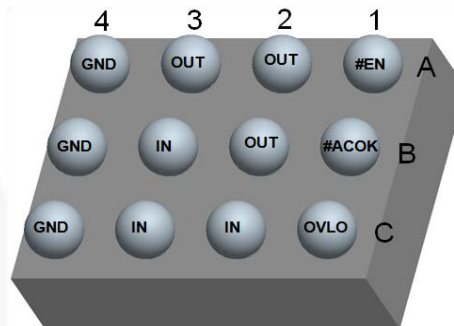 4 3 2 1
GND OUT OUT #EN A
GND IN OUT #ACOK B
GND IN IN OVLO C